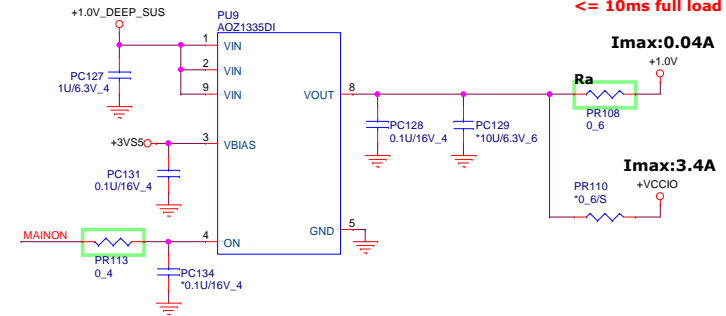 <= 10ms full load
+1.0V_DEEP_SUS
PU9
AOZ1335DI
Imax:0.04A
+1.0V
1
VIN
2
VIN
9
VIN
PC127
1U/6.3V_4
VOUT
8
Ra
PR108
0_6
PC128
0.1U/16V_4
PC129
*10U/6.3V_6
+3VS5
3
VBIAS
PC131
0.1U/16V_4
Imax:3.4A
+VCCIO
PR110
*0_6/S
MAINON
PR113
0_4
4
ON
GND
5
PC134
*0.1U/16V_4